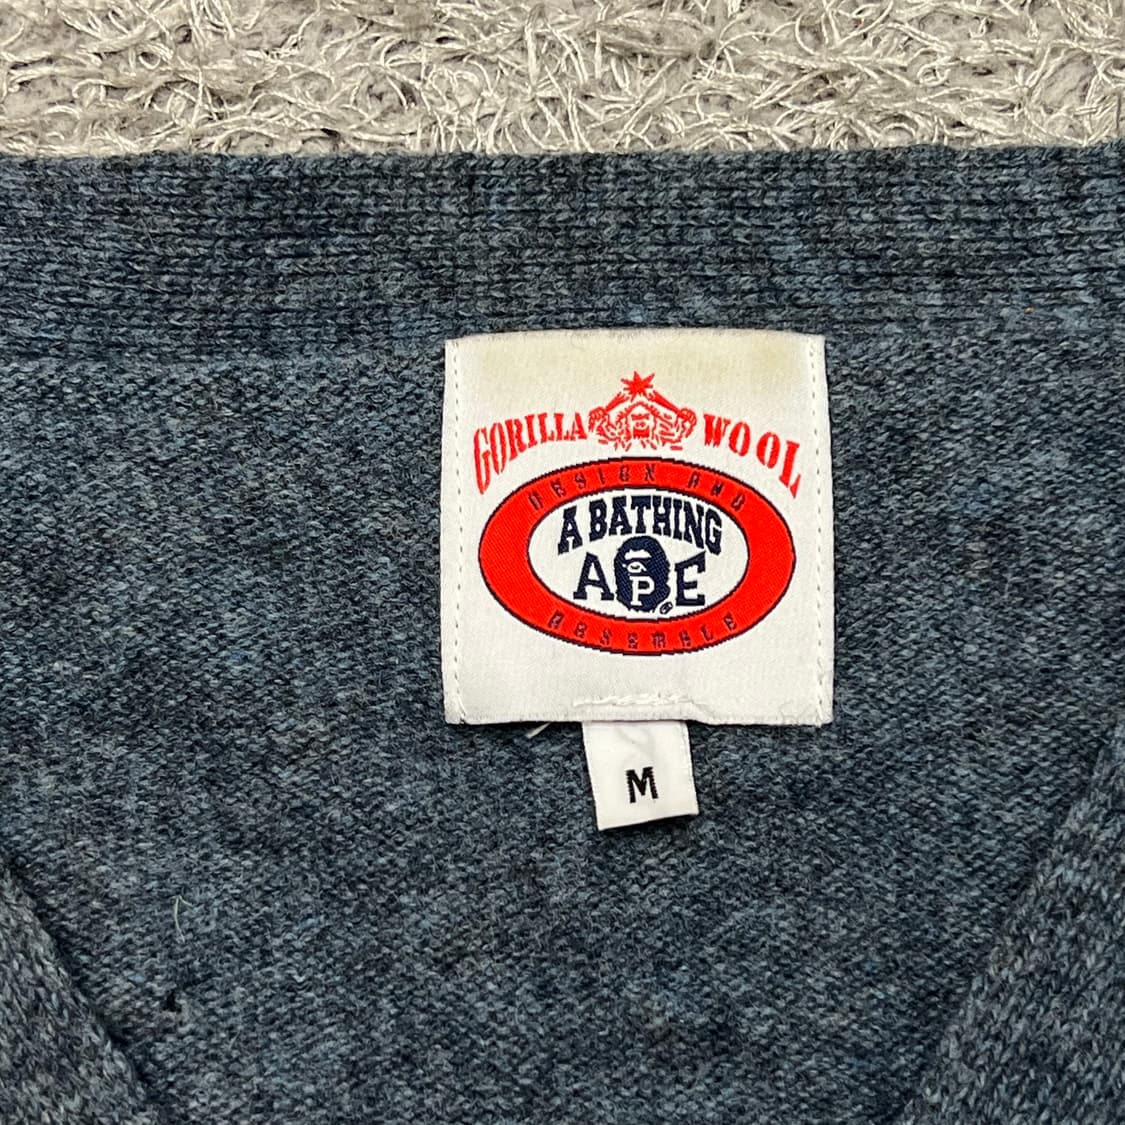 GORILLA WOOL
DESIGN AND
A BATHING
APE
ASSEMBLE
M